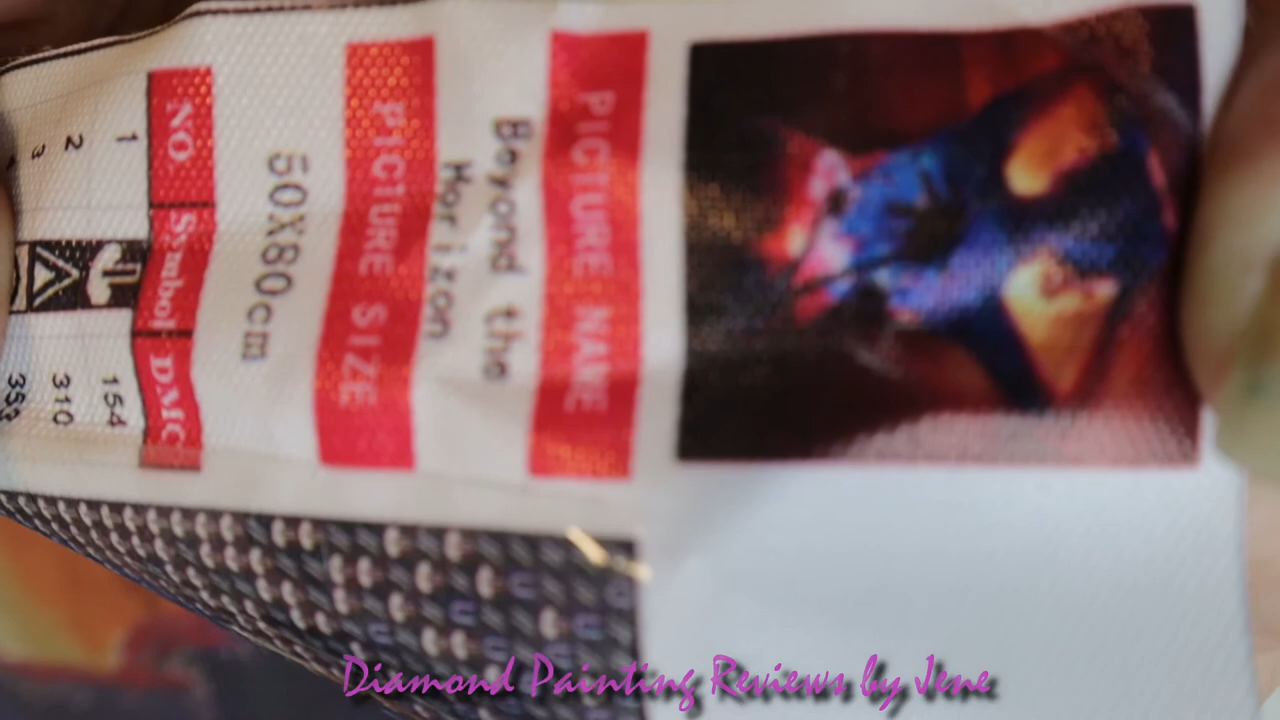 PICTURE NAME
Beyond the
Horizon
PICTURE SIZE
50X80cm
NO Symbol DMC
1 154
2 310
3
Diamond Painting Reviews by Jene